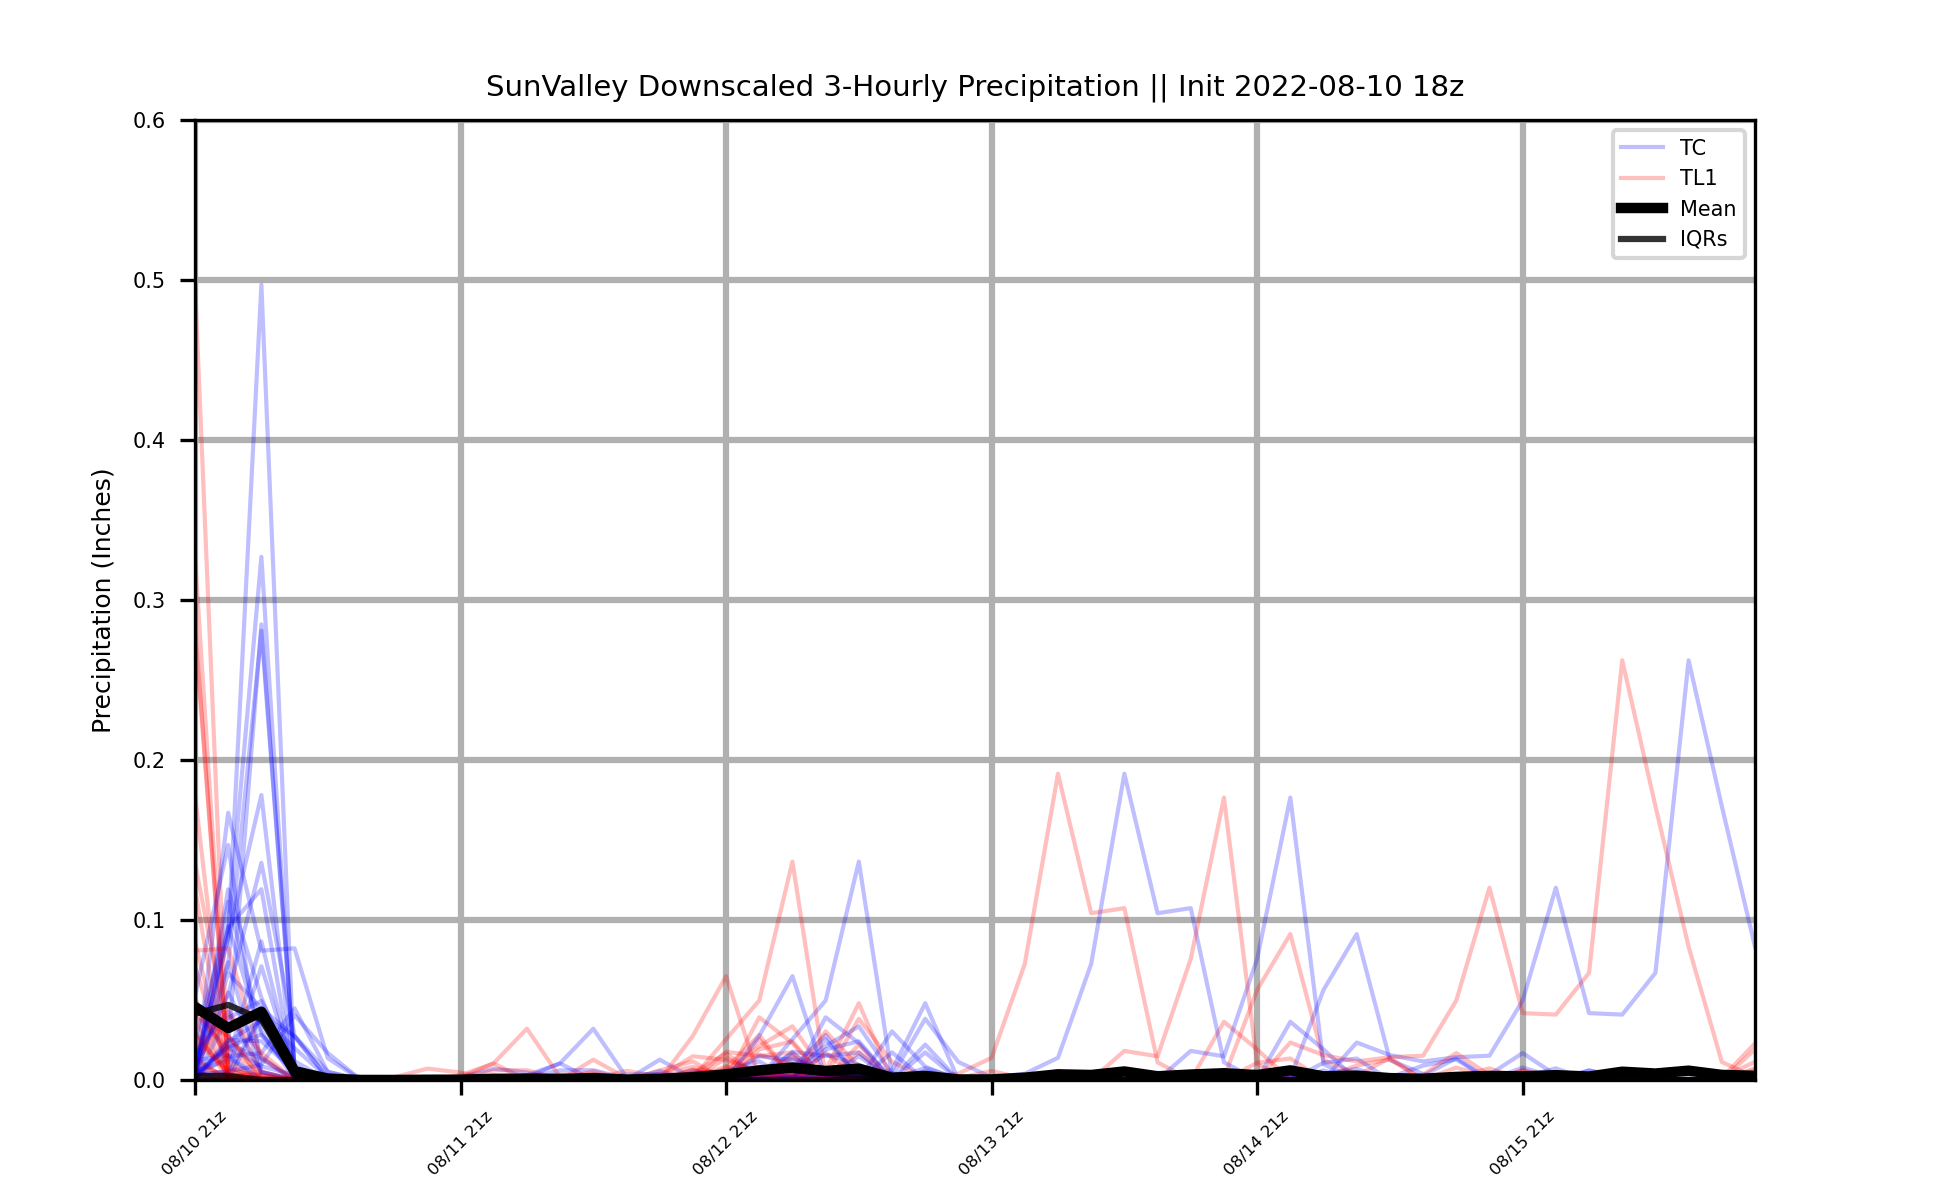 SunValley Downscaled 3-Hourly Precipitation || Init 2022-08-10 18z
0.6
0.5
0.4
0.3
0.2
0.1
0.0
Precipitation (Inches)
TC
TL1
Mean
IQRs
08/10 21z
08/11 21z
08/12 21z
08/13 21z
08/14 21z
08/15 21z